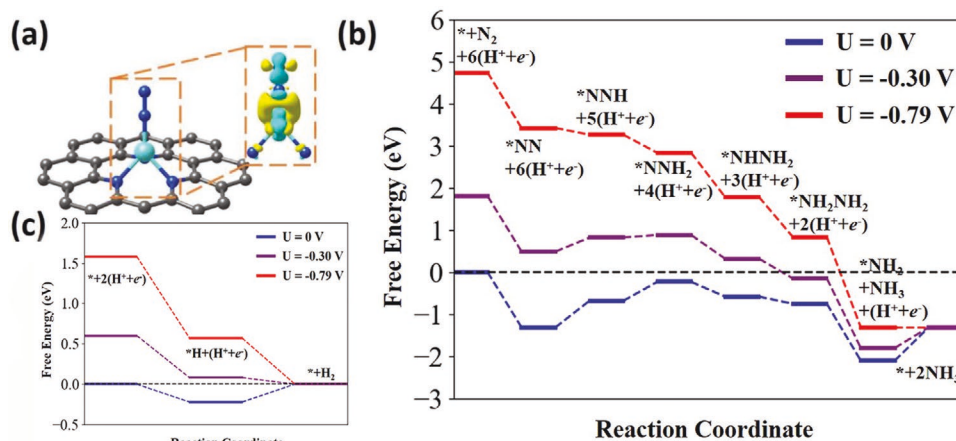 (a)
(b)
*+N₂
+6(H⁺+e⁻)
*NN
+6(H⁺+e⁻)
*NNH
+5(H⁺+e⁻)
*NNH₂
+4(H⁺+e⁻)
*NHNH₂
+3(H⁺+e⁻)
*NH₂NH₂
+2(H⁺+e⁻)
*NH₂
+NH₃
+(H⁺+e⁻)
*+2NH₃
U = 0 V
U = -0.30 V
U = -0.79 V
6
5
4
3
2
1
0
−1
−2
−3
Free Energy (eV)
Reaction Coordinate
(c)
2.0
1.5
1.0
0.5
0.0
−0.5
Free Energy (eV)
U = 0 V
U = -0.30 V
U = -0.79 V
*+2(H⁺+e⁻)
*H+(H⁺+e⁻)
*+H₂
Reaction Coordinate